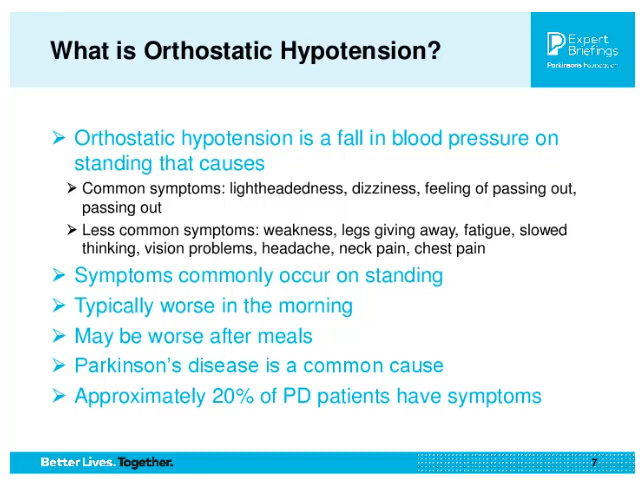 What is Orthostatic Hypotension?
Expert
Briefings
Parkinson's Foundation
➢ Orthostatic hypotension is a fall in blood pressure on
standing that causes
➢ Common symptoms: lightheadedness, dizziness, feeling of passing out,
passing out
➢ Less common symptoms: weakness, legs giving away, fatigue, slowed
thinking, vision problems, headache, neck pain, chest pain
➢ Symptoms commonly occur on standing
➢ Typically worse in the morning
➢ May be worse after meals
➢ Parkinson's disease is a common cause
➢ Approximately 20% of PD patients have symptoms
Better Lives. Together.
7